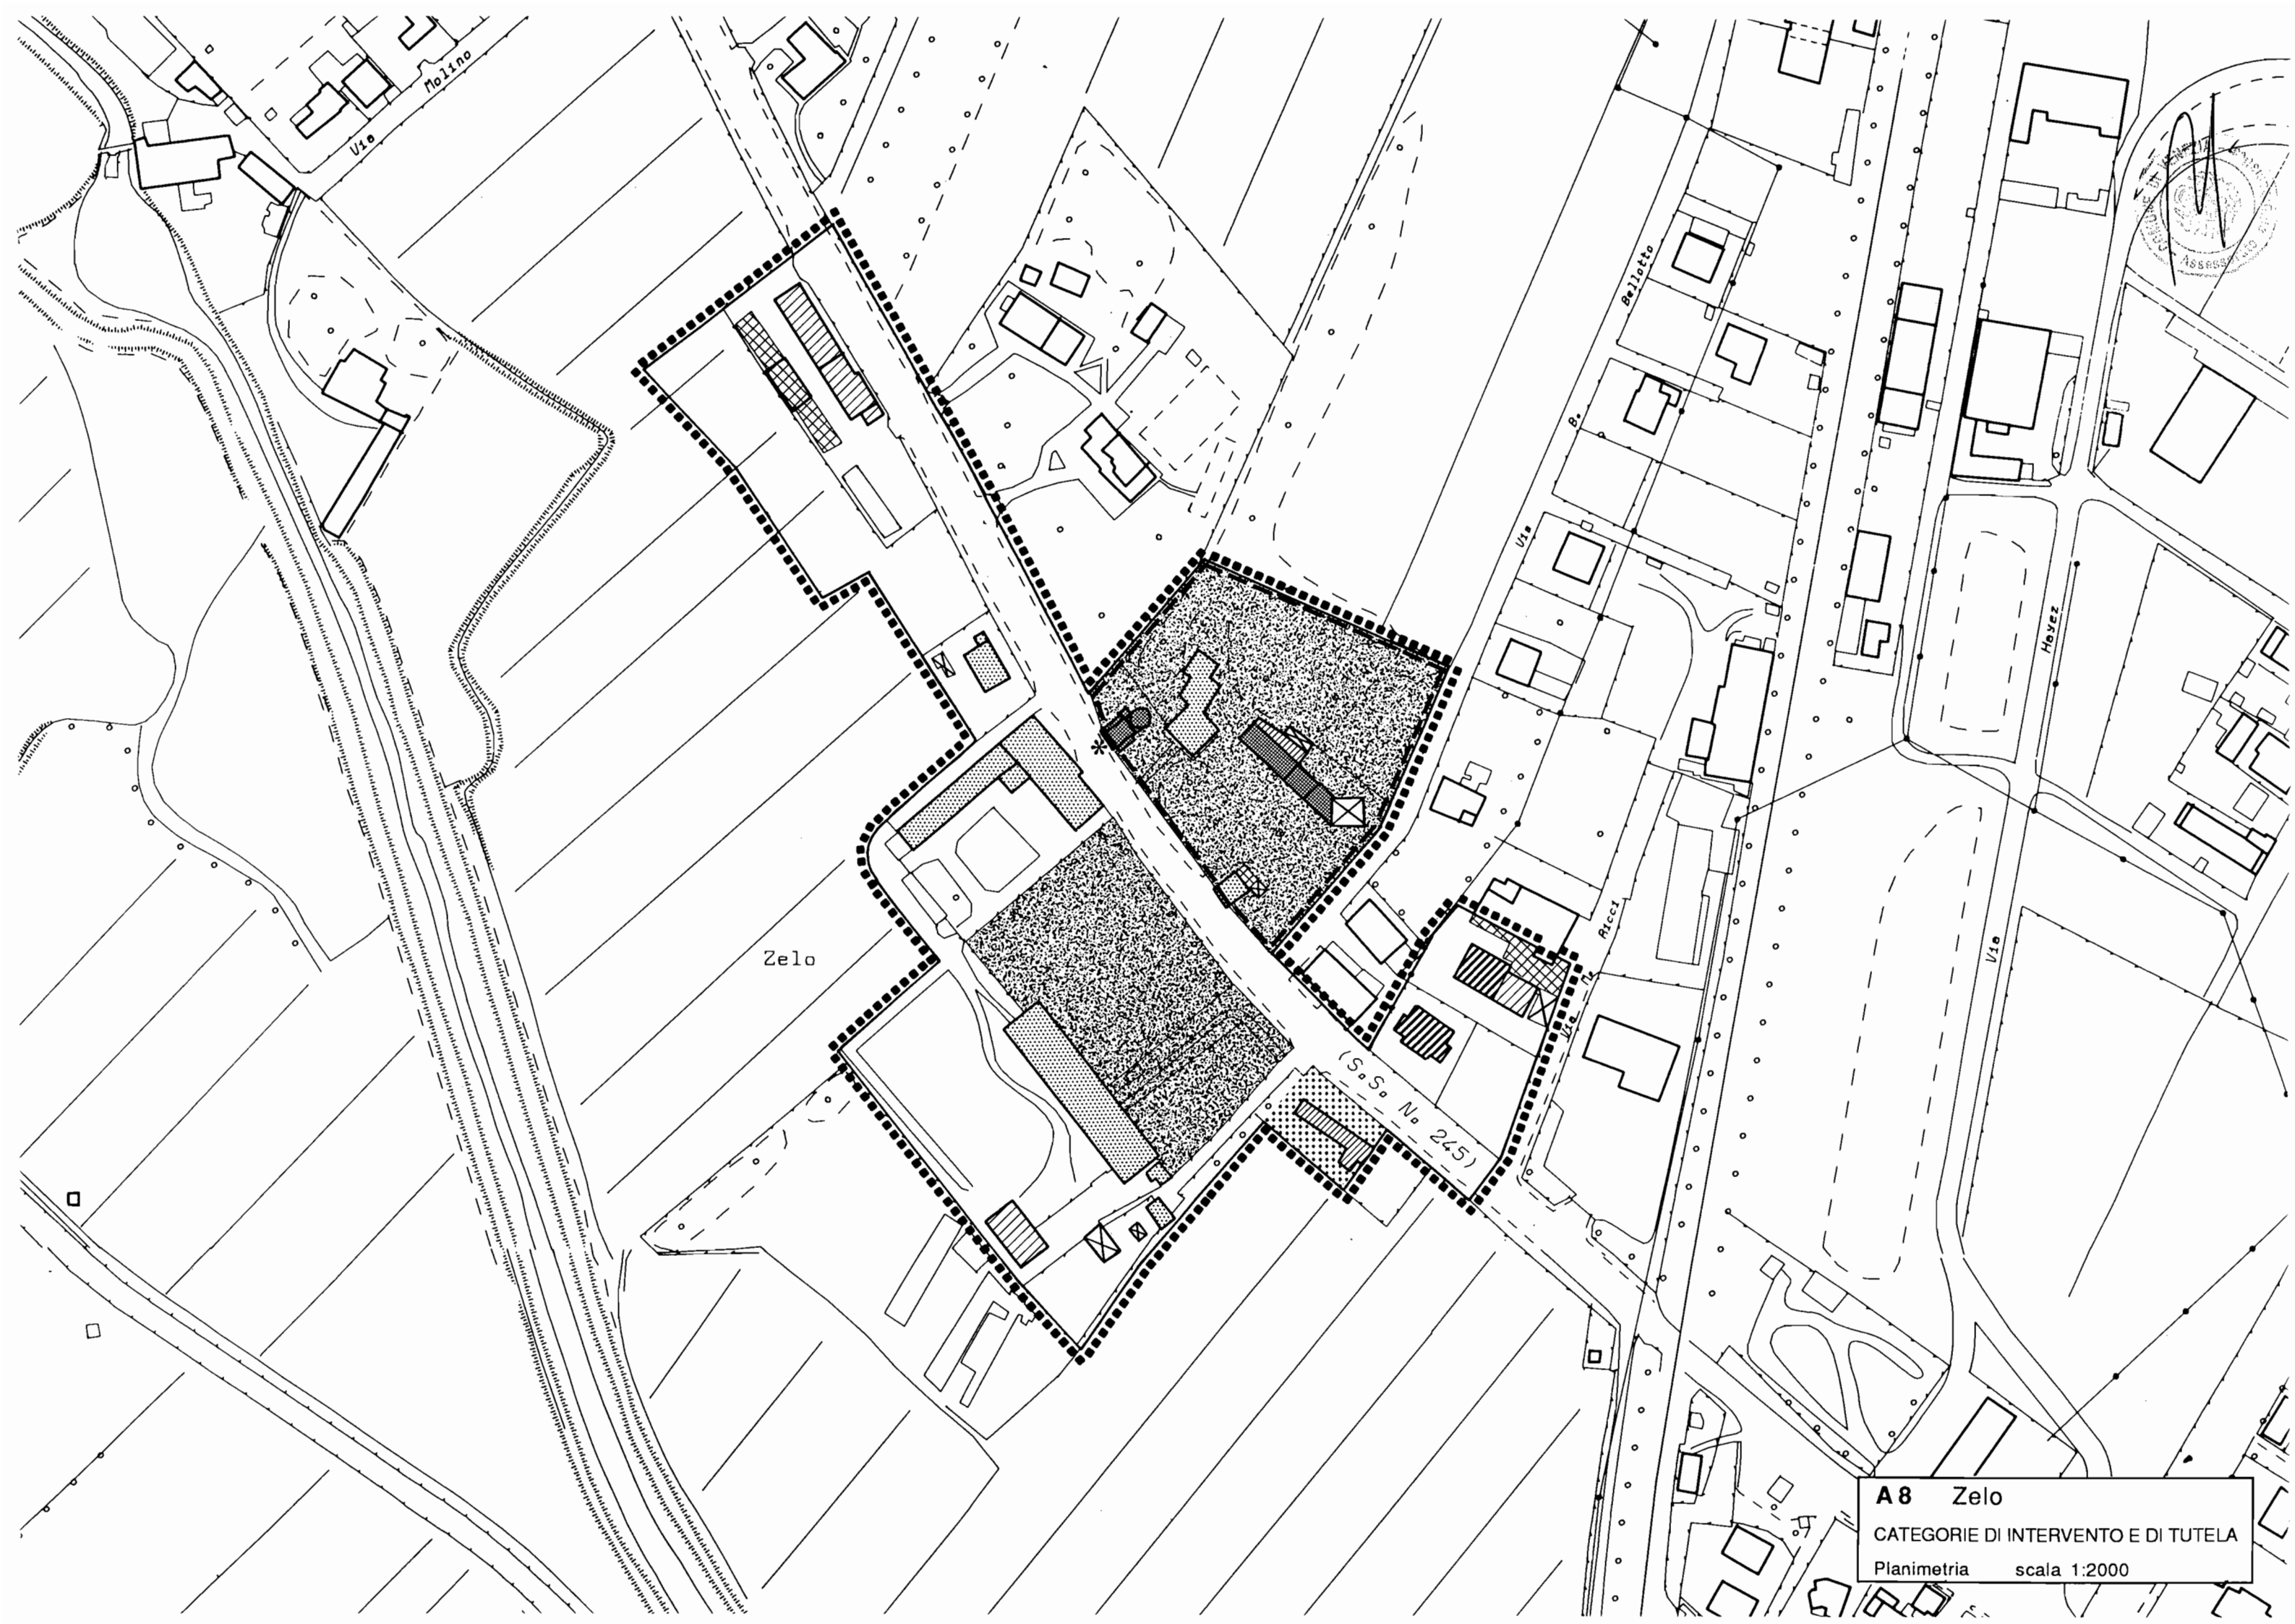 Via Molino
Via B. Bellotto
Via Hayez
Via M. Ricci
Zelo
(S.S. N. 245)
Assessorato
A8 Zelo
CATEGORIE DI INTERVENTO E DI TUTELA
Planimetria scala 1:2000